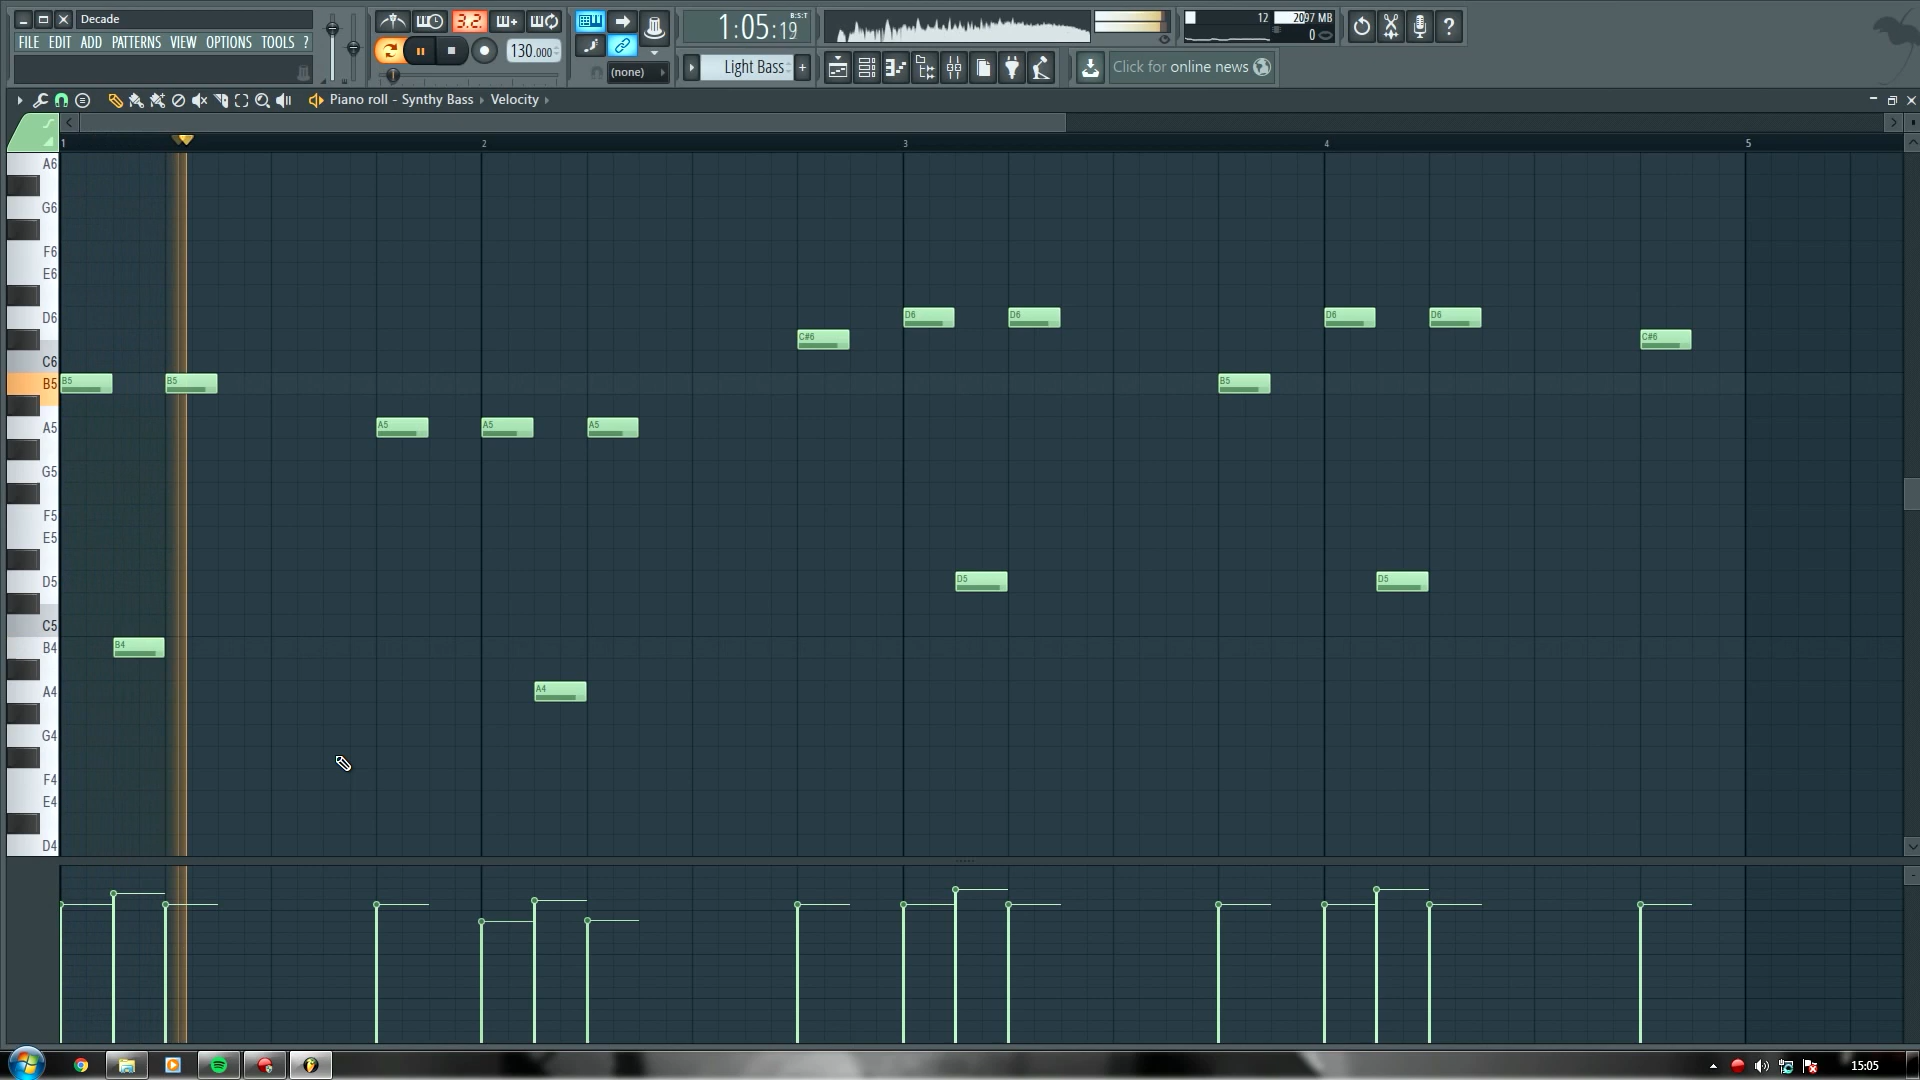 Decade
FILE EDIT ADD PATTERNS VIEW OPTIONS TOOLS ?
3.2.
130.000
(none)
1:05:19
B:S:T
Light Bass
12
2097 MB
0
Click for online news
Piano roll - Synthy Bass Velocity
1 2 3 4 5
A6
G6
F6
E6
D6
C6
B5
A5
G5
F5
E5
D5
C5
B4
A4
G4
F4
E4
D4
D6 D6 D6 D6
C#6 C#6
B5 B5 B5
A5 A5 A5
D5 D5
B4
A4
15:05